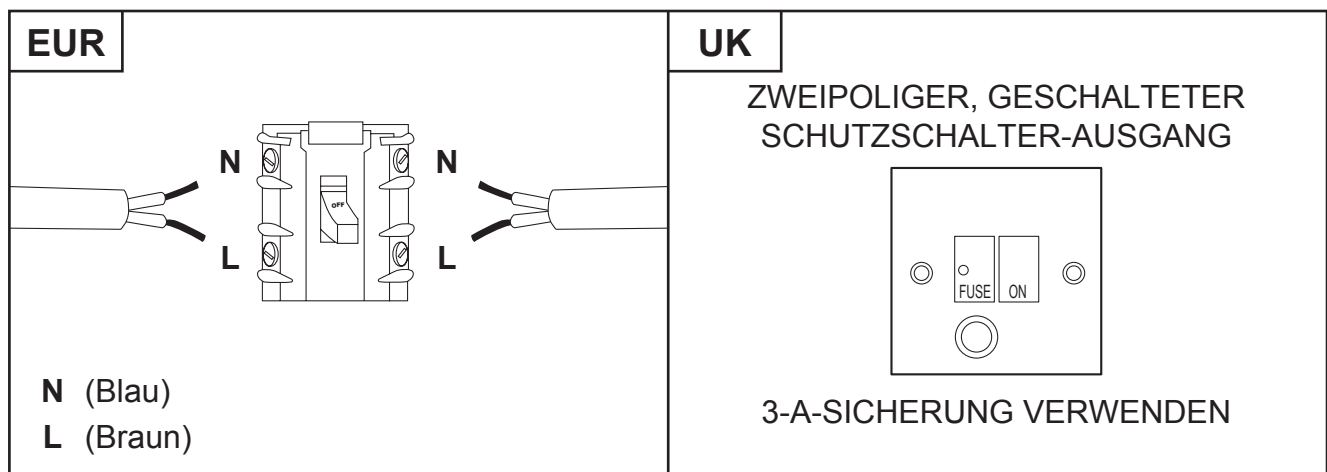 EUR
N N
OFF
L L
N (Blau)
L (Braun)
UK
ZWEIPOLIGER, GESCHALTETER
SCHUTZSCHALTER-AUSGANG
FUSE ON
3-A-SICHERUNG VERWENDEN